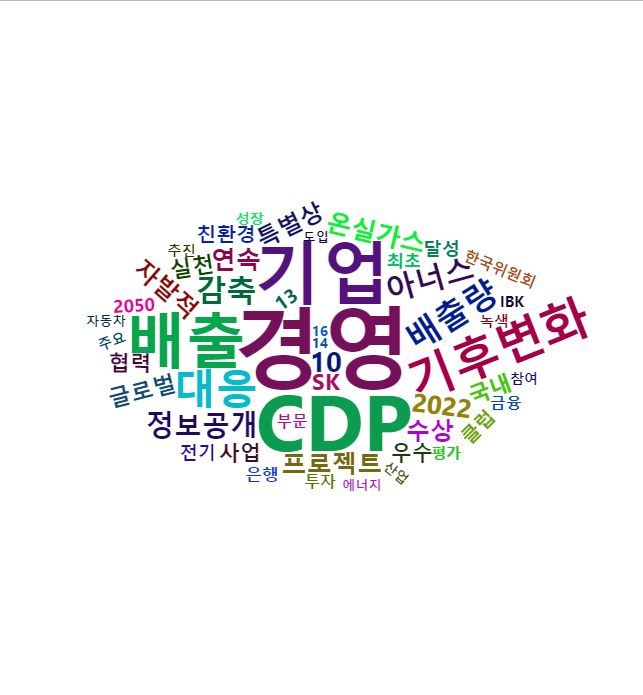 성장
특별상
온실가스
친환경
도입
추진
실천
연속
기업
최초
달성
한국위원회
자발적
감축
13
아너스
2050
배출량
IBK
자동차
배출
경영
16
14
녹색
기후변화
주요
협력
10
SK
글로벌
대응
국내
참여
정보공개
부문
CDP
2022
금융
수상
클럽
전기
사업
프로젝트
우수
평가
은행
투자
산업
에너지